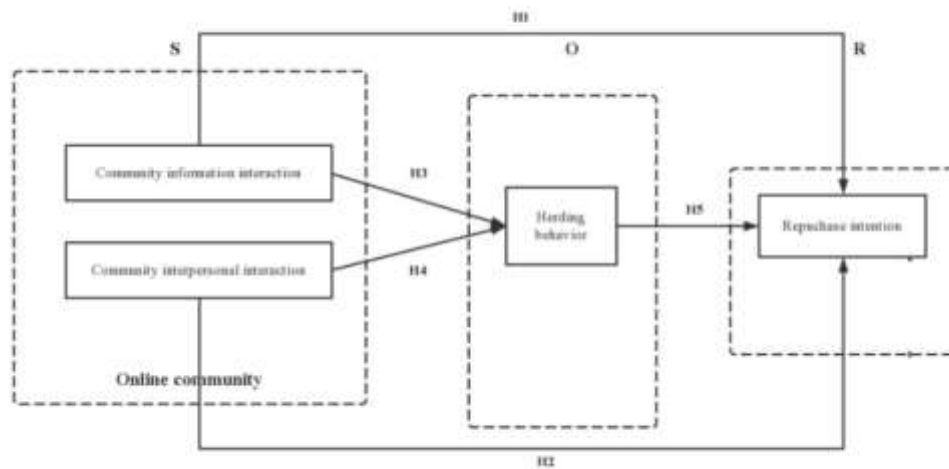 H1
S
O
R
Community information interaction
H3
Herding
behavior
H5
Repurchase intention
Community interpersonal interaction
H4
Online community
H2